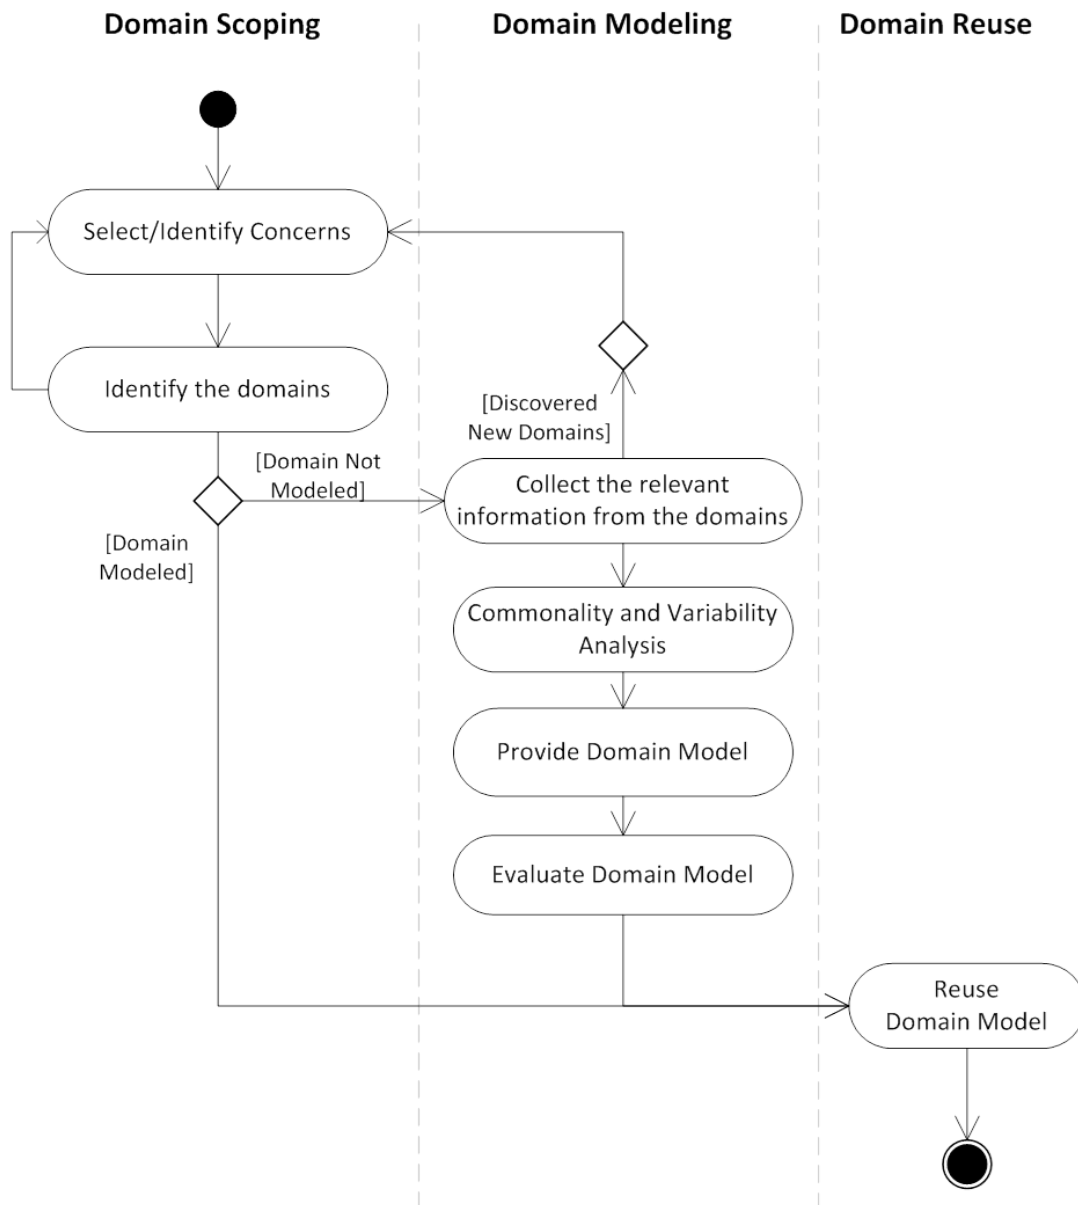 Domain Scoping
Domain Modeling
Domain Reuse
Select/Identify Concerns
Identify the domains
[Discovered
New Domains]
[Domain Not
Modeled]
Collect the relevant
information from the domains
[Domain
Modeled]
Commonality and Variability
Analysis
Provide Domain Model
Evaluate Domain Model
Reuse
Domain Model